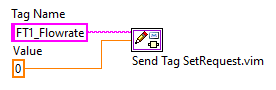 Tag Name
FT1_Flowrate
Value
0
Send Tag SetRequest.vim